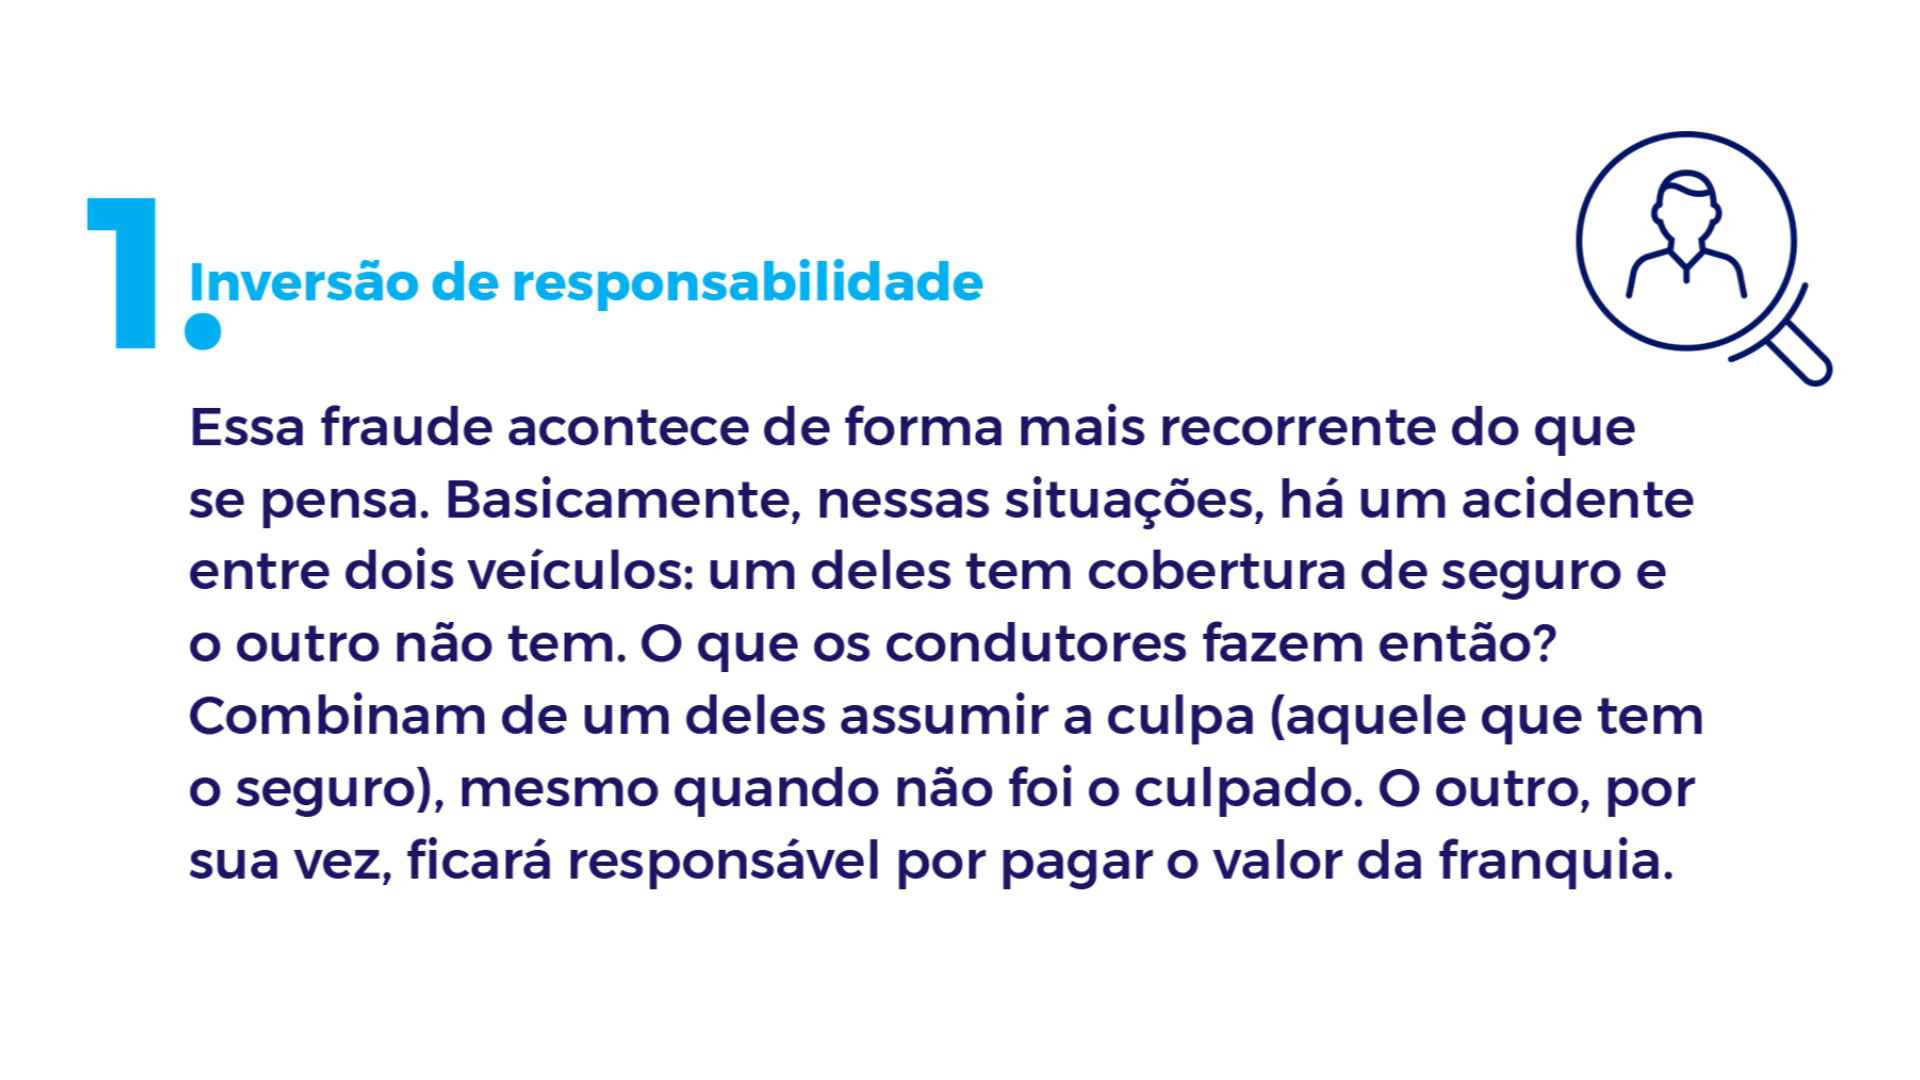 1.
Inversão de responsabilidade
Essa fraude acontece de forma mais recorrente do que
se pensa. Basicamente, nessas situações, há um acidente
entre dois veículos: um deles tem cobertura de seguro e
o outro não tem. O que os condutores fazem então?
Combinam de um deles assumir a culpa (aquele que tem
o seguro), mesmo quando não foi o culpado. O outro, por
sua vez, ficará responsável por pagar o valor da franquia.